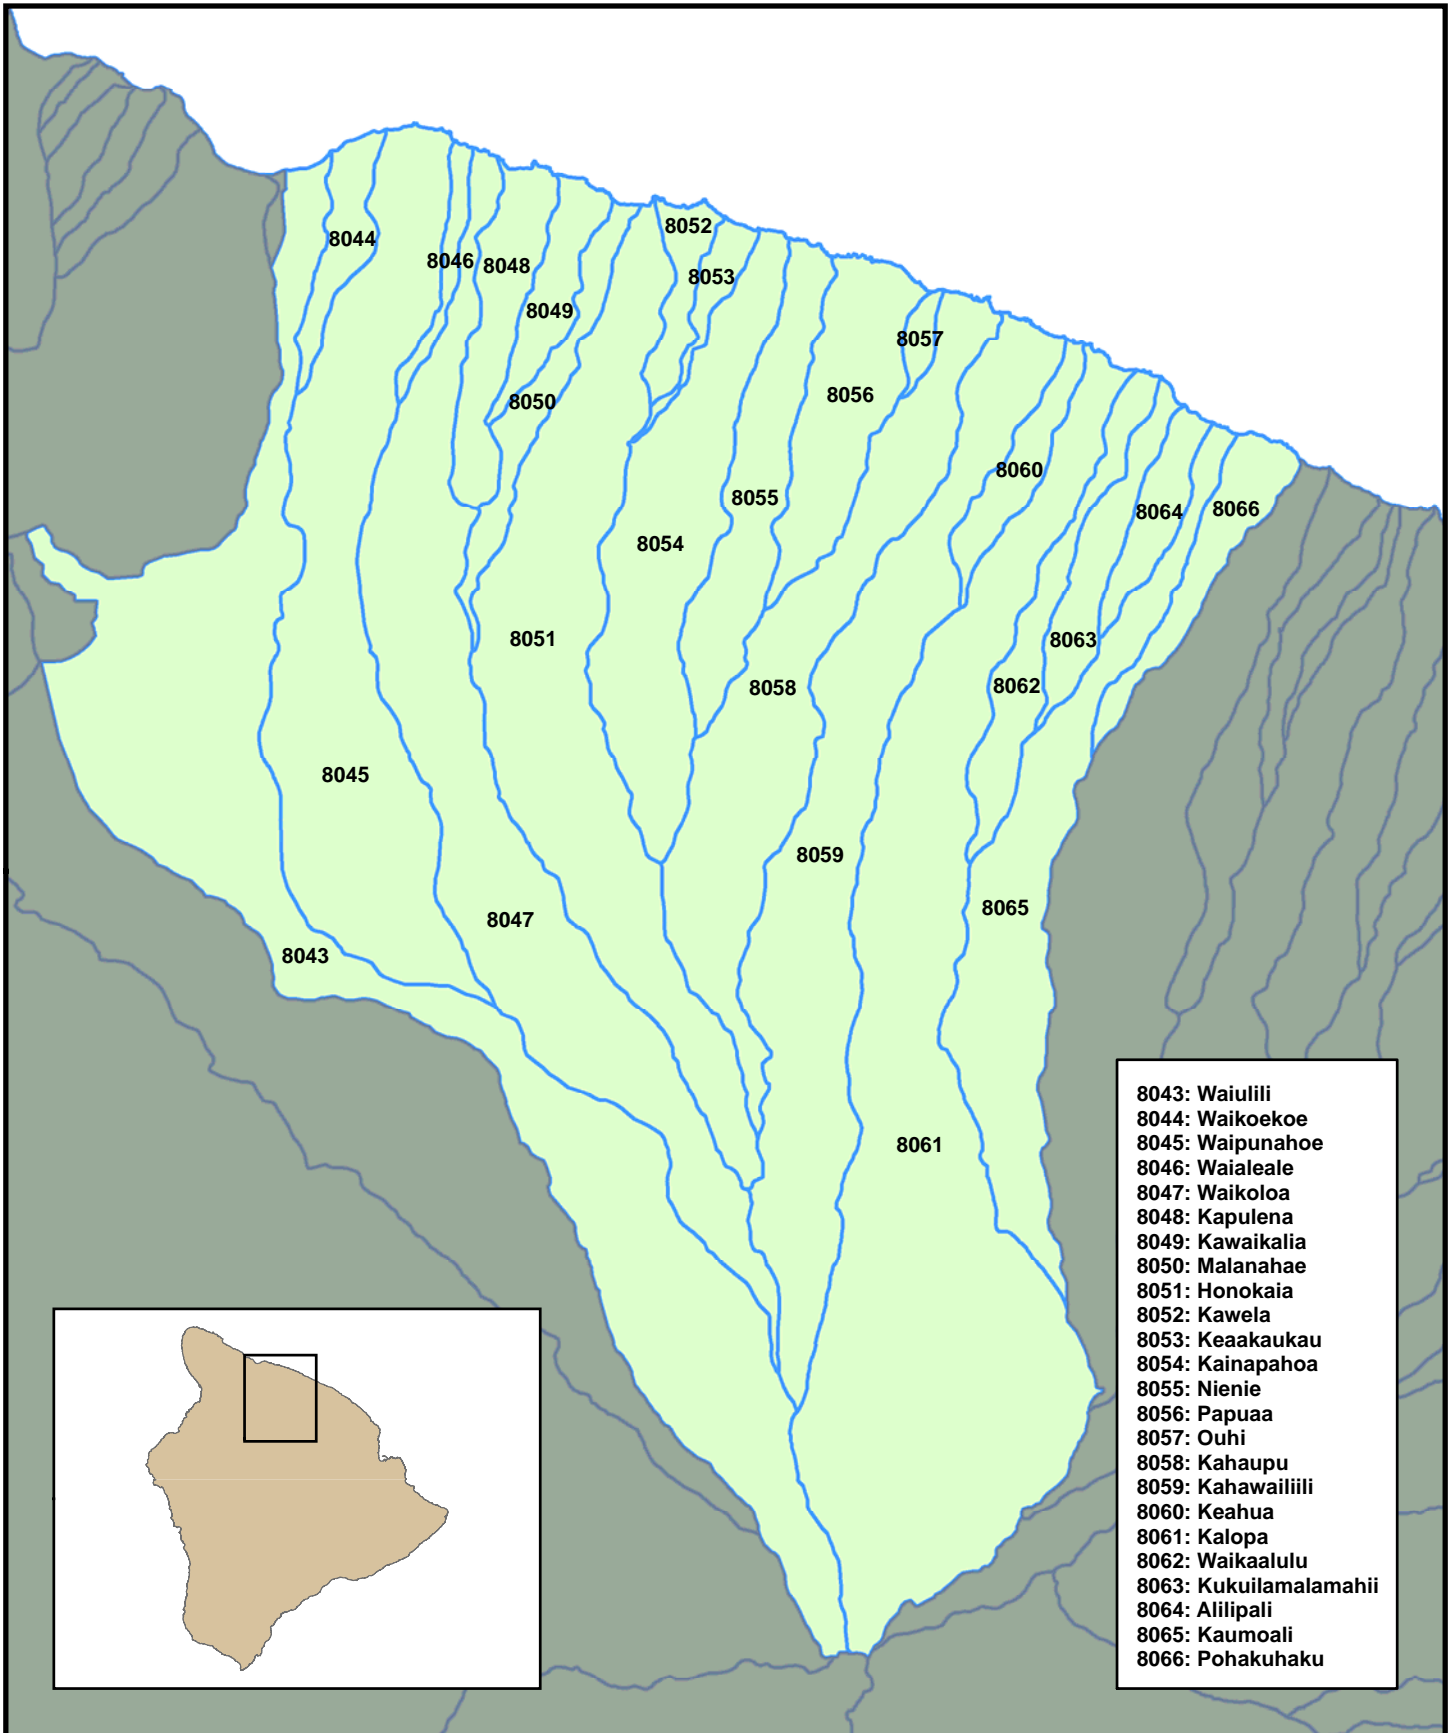 8052
8044
8046
8048
8053
8049
8057
8056
8050
8060
8055
8064
8066
8054
8051
8063
8062
8058
8045
8059
8065
8047
8043
8061
8043: Waiulili
8044: Waikoekoe
8045: Waipunahoe
8046: Waialeale
8047: Waikoloa
8048: Kapulena
8049: Kawaikalia
8050: Malanahae
8051: Honokaia
8052: Kawela
8053: Keaakaukau
8054: Kainapahoa
8055: Nienie
8056: Papuaa
8057: Ouhi
8058: Kahaupu
8059: Kahawailiili
8060: Keahua
8061: Kalopa
8062: Waikaalulu
8063: Kukuilamalamahii
8064: Alilipali
8065: Kaumoali
8066: Pohakuhaku